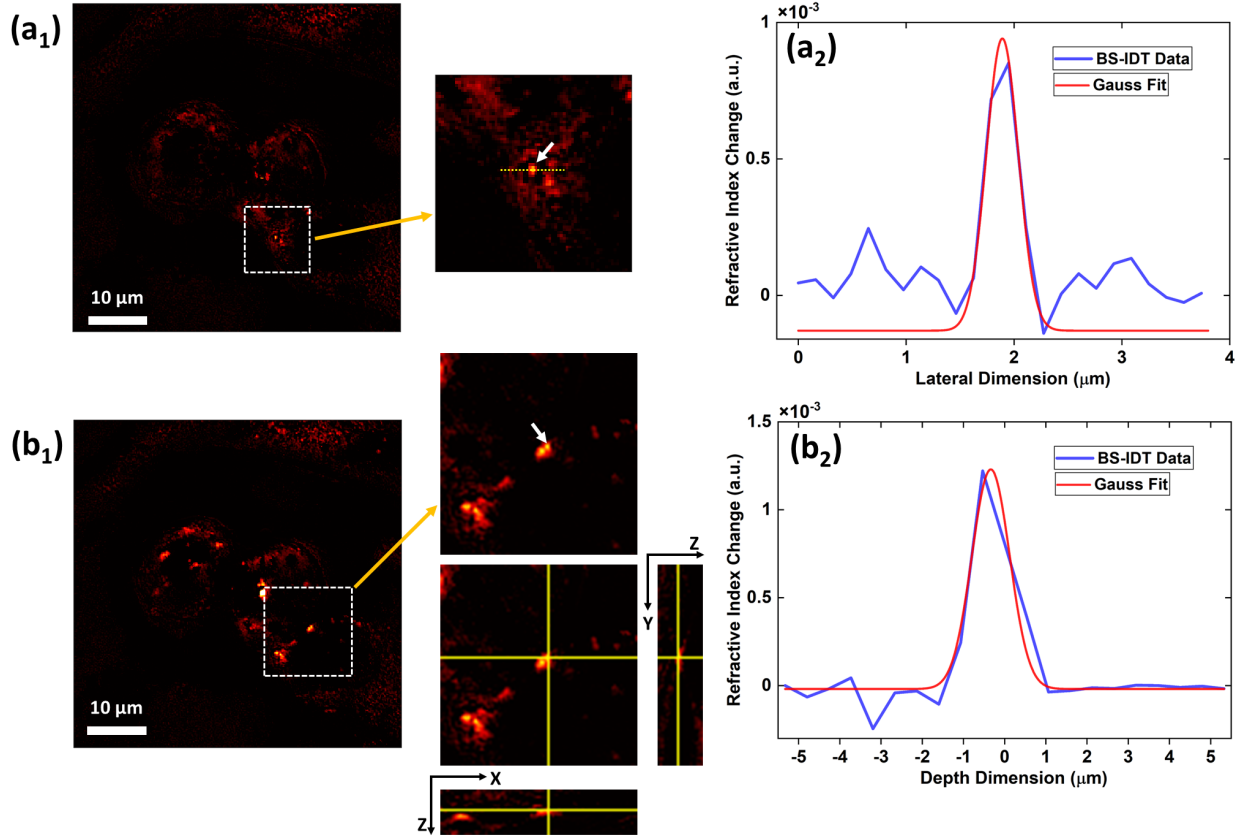 (a₁)
10 μm
(a₂)
×10⁻³
1
0.5
0
Refractive Index Change (a.u.)
BS-IDT Data
Gauss Fit
0 1 2 3 4
Lateral Dimension (μm)
(b₁)
10 μm
Z
Y
X
Z
(b₂)
×10⁻³
1.5
1
0.5
0
Refractive Index Change (a.u.)
BS-IDT Data
Gauss Fit
-5 -4 -3 -2 -1 0 1 2 3 4 5
Depth Dimension (μm)